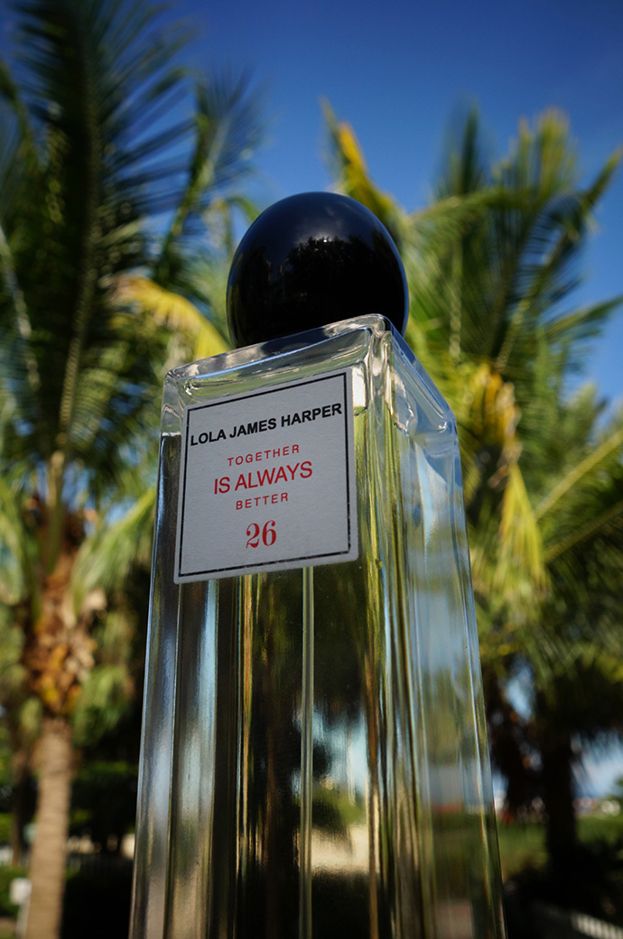 LOLA JAMES HARPER
TOGETHER
IS ALWAYS
BETTER
26